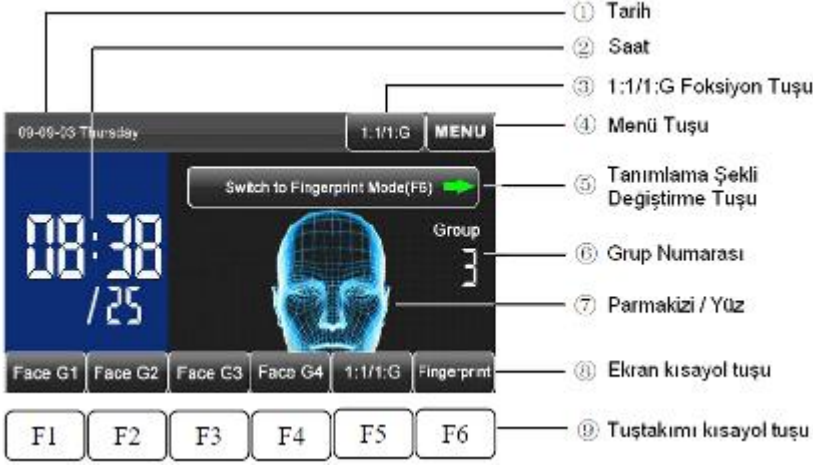 ① Tarih
② Saat
③ 1:1/1:G Foksiyon Tuşu
09-09-03 Thursday
1:1/1:G
MENU
④ Menü Tuşu
Switch to Fingerprint Mode(F6)
⑤ Tanımlama Şekli
Değiştirme Tuşu
08:38
/25
Group
3
⑥ Grup Numarası
⑦ Parmakizi / Yüz
Face G1 Face G2 Face G3 Face G4 1:1/1:G Fingerprint
⑧ Ekran kısayol tuşu
F1 F2 F3 F4 F5 F6
⑨ Tuştakımı kısayol tuşu